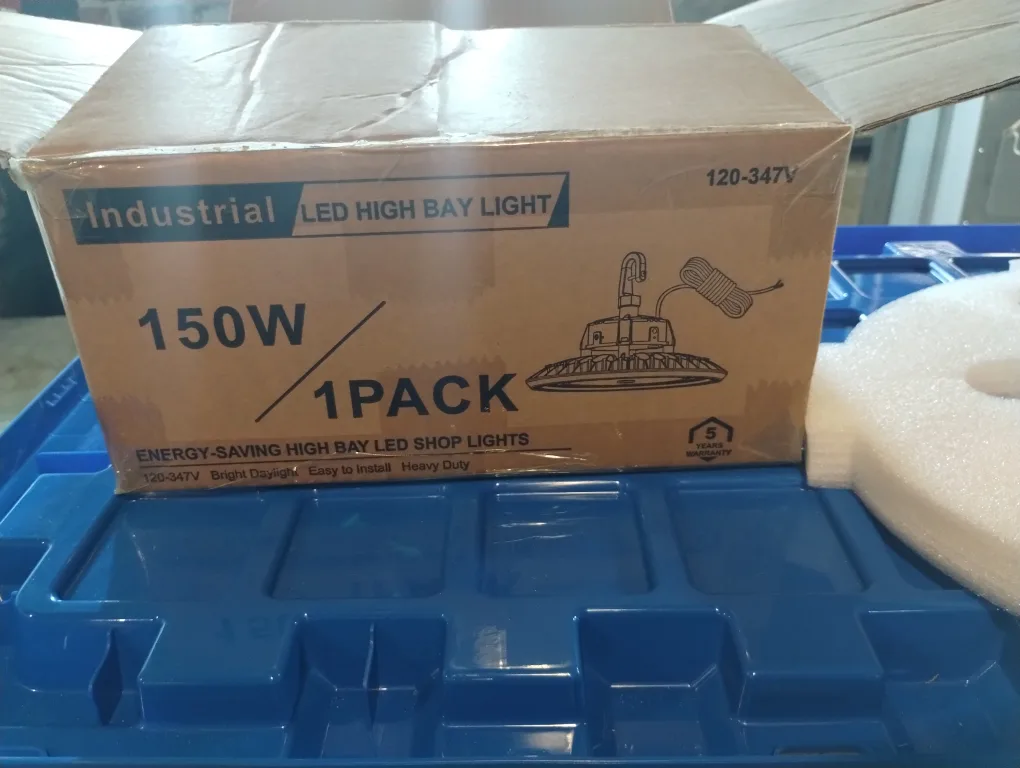 Industrial LED HIGH BAY LIGHT
120-347V
150W
1PACK
ENERGY-SAVING HIGH BAY LED SHOP LIGHTS
120-347V Bright Daylight Easy to Install Heavy Duty
5
YEARS
WARRANTY